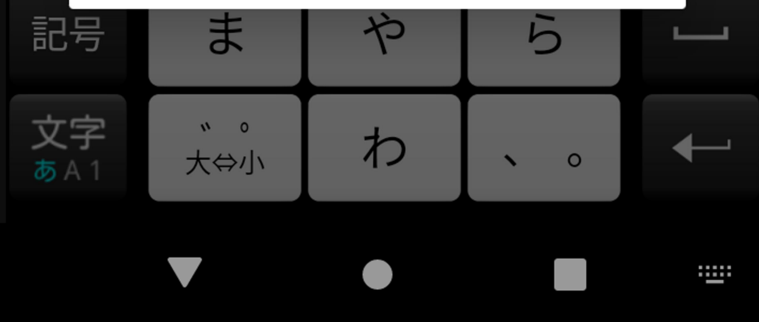 記号 ま や ら
文字 ゛ ゜ わ 、 。
あA1 大⇔小